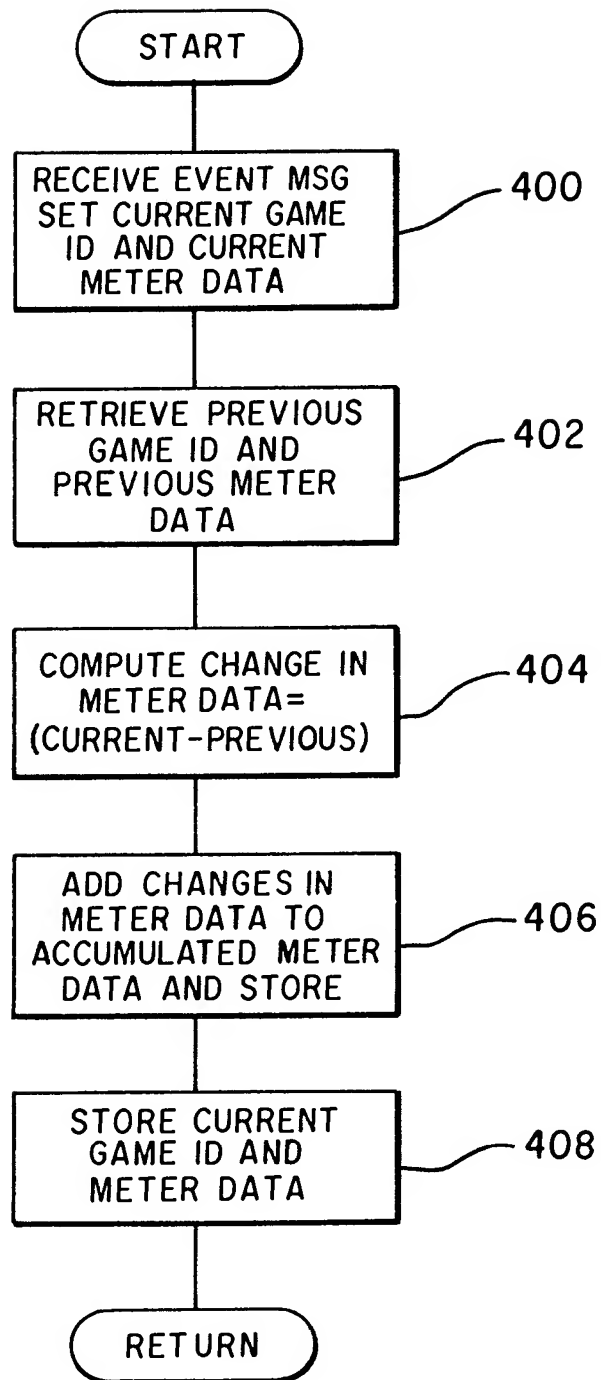 START
RECEIVE EVENT MSG
SET CURRENT GAME
ID AND CURRENT
METER DATA
400
RETRIEVE PREVIOUS
GAME ID AND
PREVIOUS METER
DATA
402
COMPUTE CHANGE IN
METER DATA=
(CURRENT-PREVIOUS)
404
ADD CHANGES IN
METER DATA TO
ACCUMULATED METER
DATA AND STORE
406
STORE CURRENT
GAME ID AND
METER DATA
408
RETURN